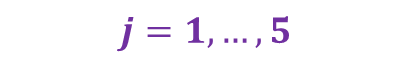 j = 1, … , 5